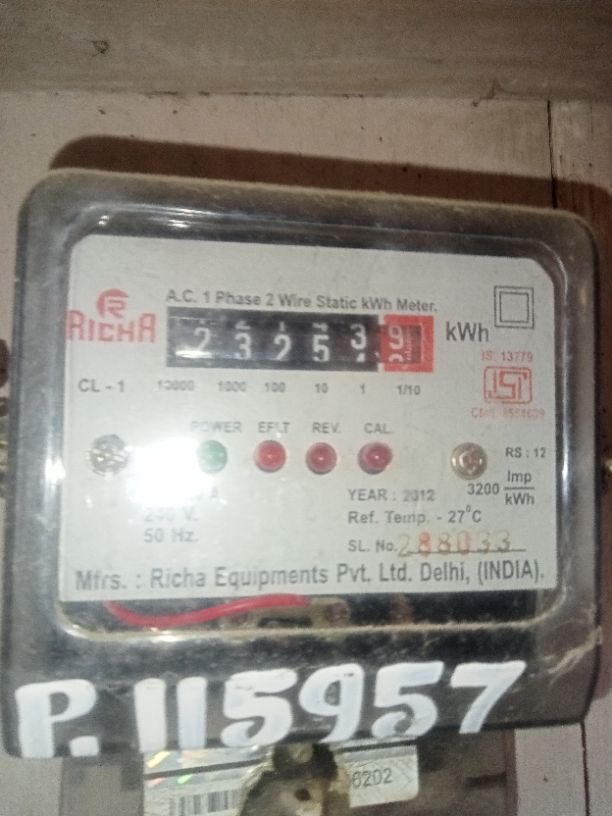 A.C. 1 Phase 2 Wire Static kWh Meter.
RICHA
2 3 2 5 3 9
kWh
IS: 13779
CL - 1
10000 1000 100 10 1 1/10
POWER EFLT REV. CAL.
RS : 12
3200 Imp/kWh
YEAR : 2012
240 V.
Ref. Temp. - 27°C
50 Hz.
SL. No. 288033
Mfrs. : Richa Equipments Pvt. Ltd. Delhi, (INDIA).
P. 115957
6202